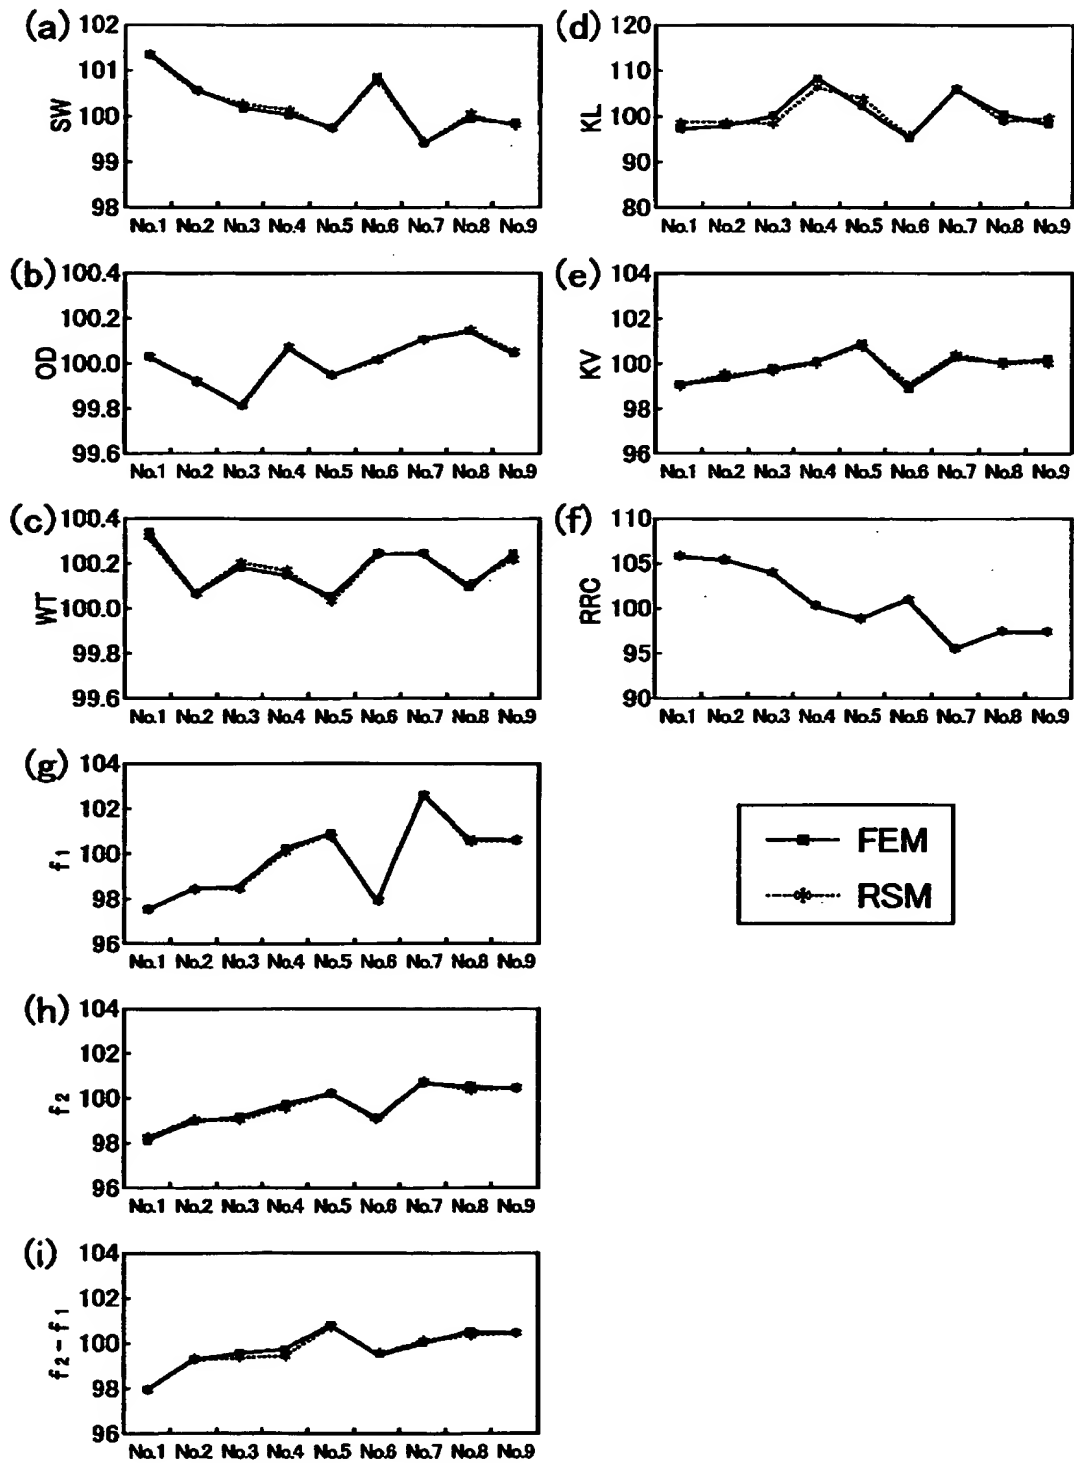 (a)
102
101
100
99
98
SW
No.1 No.2 No.3 No.4 No.5 No.6 No.7 No.8 No.9
(d)
120
110
100
90
80
KL
No.1 No.2 No.3 No.4 No.5 No.6 No.7 No.8 No.9
(b)
100.4
100.2
100.0
99.8
99.6
OD
No.1 No.2 No.3 No.4 No.5 No.6 No.7 No.8 No.9
(e)
104
102
100
98
96
KV
No.1 No.2 No.3 No.4 No.5 No.6 No.7 No.8 No.9
(c)
100.4
100.2
100.0
99.8
99.6
WT
No.1 No.2 No.3 No.4 No.5 No.6 No.7 No.8 No.9
(f)
110
105
100
95
90
RRC
No.1 No.2 No.3 No.4 No.5 No.6 No.7 No.8 No.9
(g)
104
102
100
98
96
f1
No.1 No.2 No.3 No.4 No.5 No.6 No.7 No.8 No.9
FEM
RSM
(h)
104
102
100
98
96
f2
No.1 No.2 No.3 No.4 No.5 No.6 No.7 No.8 No.9
(i)
104
102
100
98
96
f2-f1
No.1 No.2 No.3 No.4 No.5 No.6 No.7 No.8 No.9